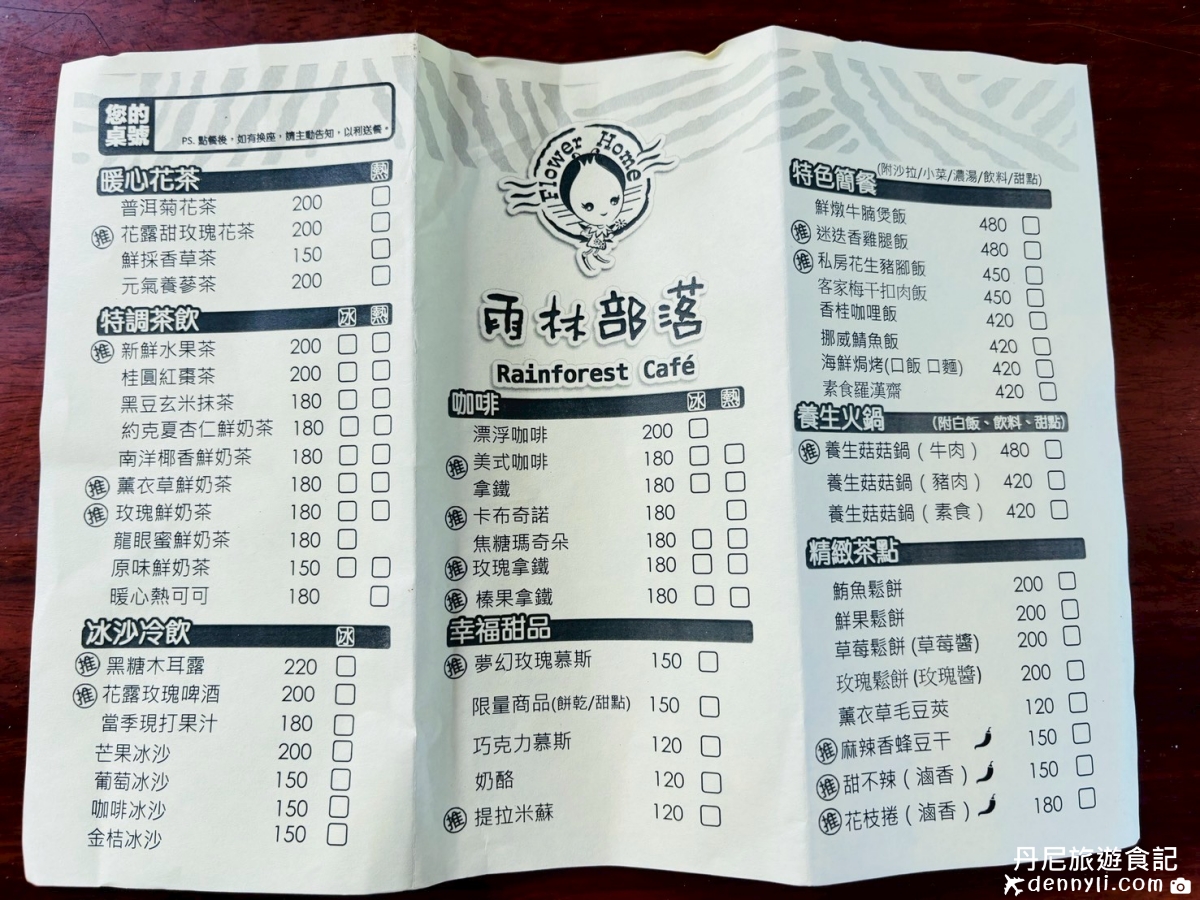 您的
桌號
PS. 點餐後，如有換座，請主動告知，以利送餐。
暖心花茶 熱
普洱菊花茶 200
推 花露甜玫瑰花茶 200
鮮採香草茶 150
元氣養蔘茶 200
特調茶飲 冰 熱
推 新鮮水果茶 200
桂圓紅棗茶 200
黑豆玄米抹茶 180
約克夏杏仁鮮奶茶 180
南洋椰香鮮奶茶 180
推 薰衣草鮮奶茶 180
推 玫瑰鮮奶茶 180
龍眼蜜鮮奶茶 180
原味鮮奶茶 150
暖心熱可可 180
冰沙冷飲 冰
推 黑糖木耳露 220
推 花露玫瑰啤酒 200
當季現打果汁 180
芒果冰沙 200
葡萄冰沙 150
咖啡冰沙 150
金桔冰沙 150
Flower Home
雨林部落
Rainforest Café
咖啡 冰 熱
漂浮咖啡 200
推 美式咖啡 180
拿鐵 180
推 卡布奇諾 180
焦糖瑪奇朵 180
推 玫瑰拿鐵 180
推 榛果拿鐵 180
幸福甜品
推 夢幻玫瑰慕斯 150
限量商品(餅乾/甜點) 150
巧克力慕斯 120
奶酪 120
推 提拉米蘇 120
特色簡餐 (附沙拉/小菜/濃湯/飲料/甜點)
鮮燉牛腩煲飯 480
推 迷迭香雞腿飯 480
推 私房花生豬腳飯 450
客家梅干扣肉飯 450
香桂咖哩飯 420
挪威鯖魚飯 420
海鮮焗烤(口飯 口麵) 420
素食羅漢齋 420
養生火鍋 (附白飯、飲料、甜點)
推 養生菇菇鍋（牛肉） 480
養生菇菇鍋（豬肉） 420
養生菇菇鍋（素食） 420
精緻茶點
鮪魚鬆餅 200
鮮果鬆餅 200
草莓鬆餅 (草莓醬) 200
玫瑰鬆餅 (玫瑰醬) 200
薰衣草毛豆莢 120
推 麻辣香蜂豆干 150
推 甜不辣（滷香） 150
推 花枝捲（滷香） 180
丹尼旅遊食記
dennyli.com